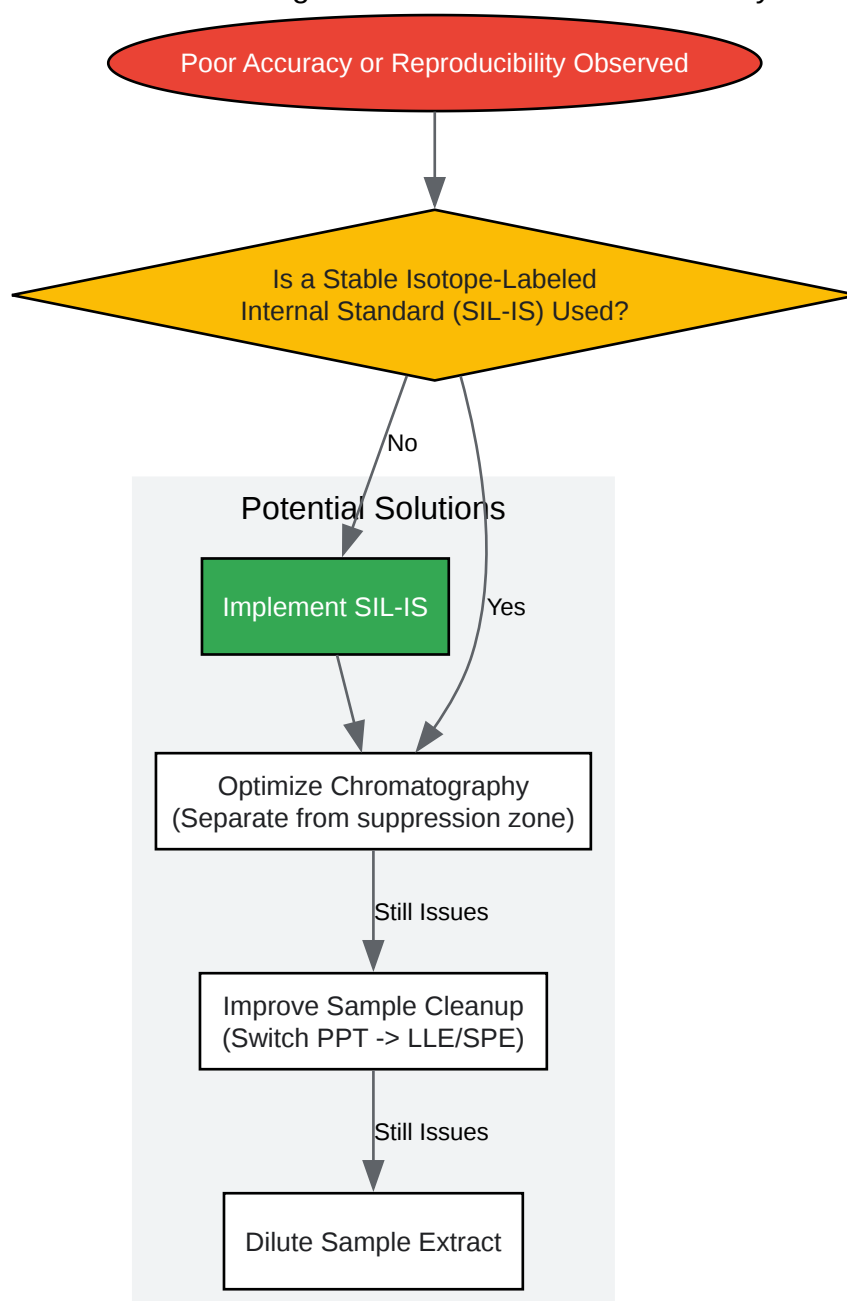 Poor Accuracy or Reproducibility Observed
Is a Stable Isotope-Labeled
Internal Standard (SIL-IS) Used?
No
Potential Solutions
Implement SIL-IS
Yes
Optimize Chromatography
(Separate from suppression zone)
Still Issues
Improve Sample Cleanup
(Switch PPT -> LLE/SPE)
Still Issues
Dilute Sample Extract